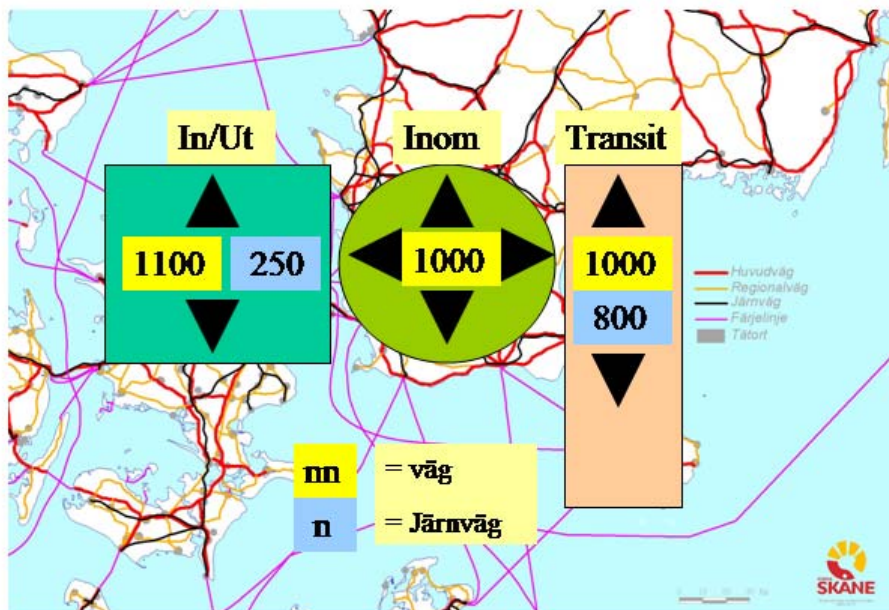 In/Ut
Inom
Transit
1100
250
1000
1000
800
Huvudväg
Regionalväg
Järnväg
Färjelinje
Tätort
nn
= väg
n
= Järnväg
SKÅNE